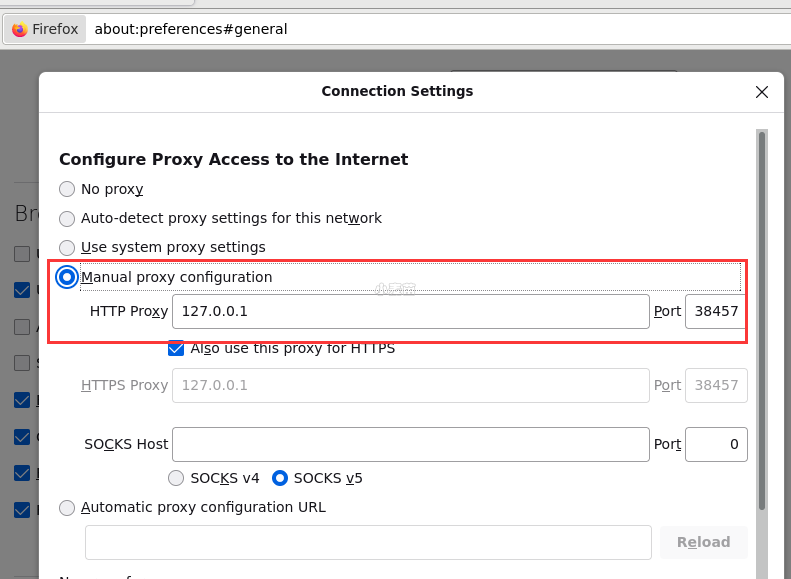 Firefox about:preferences#general
Connection Settings
Configure Proxy Access to the Internet
No proxy
Auto-detect proxy settings for this network
Use system proxy settings
Manual proxy configuration
HTTP Proxy 127.0.0.1 Port 38457
Also use this proxy for HTTPS
HTTPS Proxy 127.0.0.1 Port 38457
SOCKS Host Port 0
SOCKS v4 SOCKS v5
Automatic proxy configuration URL
Reload